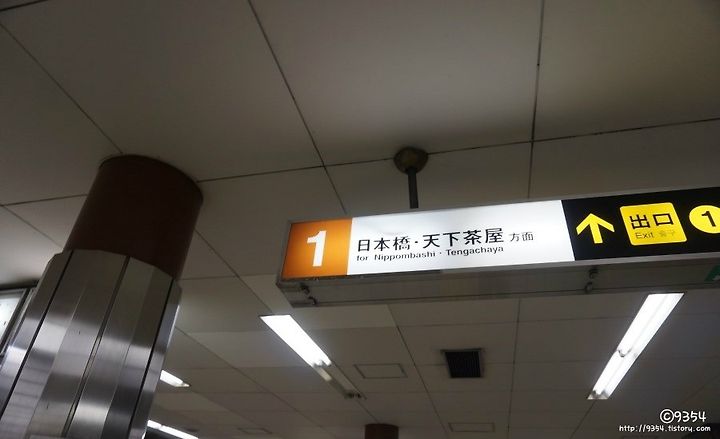 1 日本橋・天下茶屋 方面
for Nippombashi · Tengachaya
出口 1
Exit
©9354
http://9354.tistory.com/